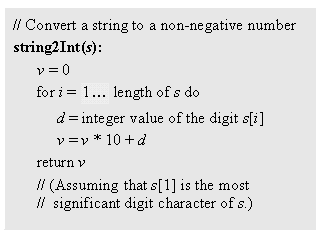 // Convert a string to a non-negative number
string2Int(s):
v = 0
for i = 1... length of s do
d = integer value of the digit s[i]
v = v * 10 + d
return v
// (Assuming that s[1] is the most
// significant digit character of s.)